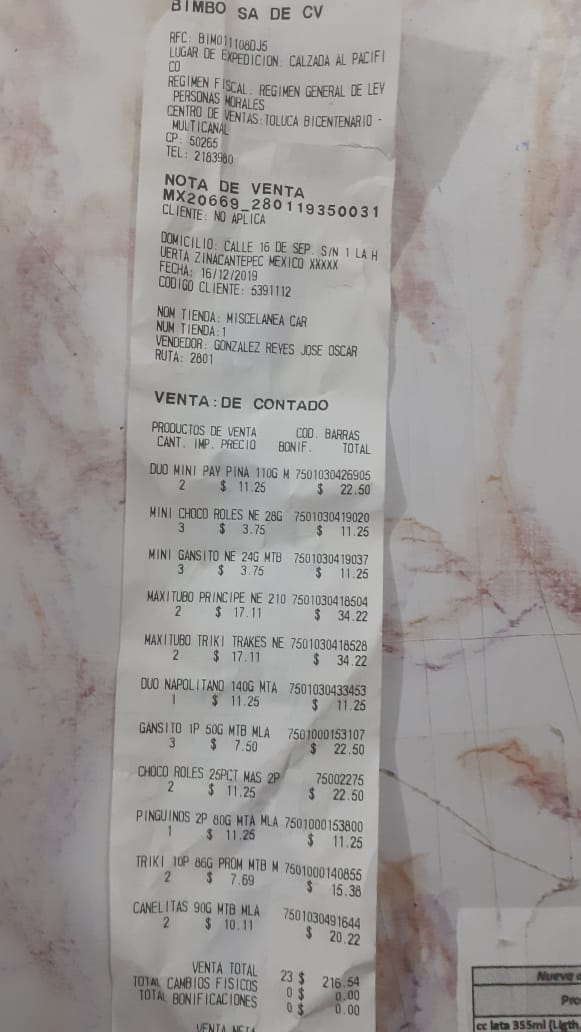 BIMBO SA DE CV
RFC: BIM011108DJ5
LUGAR DE EXPEDICION: CALZADA AL PACIFI
CO
REGIMEN FISCAL: REGIMEN GENERAL DE LEY
PERSONAS MORALES
CENTRO DE VENTAS:TOLUCA BICENTENARIO -
MULTICANAL
CP: 50265
TEL: 2183980
NOTA DE VENTA
MX20669_280119350031
CLIENTE: NO APLICA
DOMICILIO: CALLE 16 DE SEP. S/N 1 LA H
UERTA ZINACANTEPEC MEXICO XXXXX
FECHA: 16/12/2019
CODIGO CLIENTE: 5391112
NOM TIENDA: MISCELANEA CAR
NUM TIENDA:1
VENDEDOR: GONZALEZ REYES JOSE OSCAR
RUTA: 2801
VENTA:DE CONTADO
PRODUCTOS DE VENTA COD. BARRAS
CANT. IMP. PRECIO BONIF. TOTAL
DUO MINI PAY PINA 110G M 7501030426905
2 $ 11.25 $ 22.50
MINI CHOCO ROLES NE 28G 7501030419020
3 $ 3.75 $ 11.25
MINI GANSITO NE 24G MTB 7501030419037
3 $ 3.75 $ 11.25
MAXITUBO PRINCIPE NE 210 7501030418504
2 $ 17.11 $ 34.22
MAXITUBO TRIKI TRAKES NE 7501030418528
2 $ 17.11 $ 34.22
DUO NAPOLITANO 140G MTA 7501030433453
1 $ 11.25 $ 11.25
GANSITO 1P 50G MTB MLA 7501000153107
3 $ 7.50 $ 22.50
CHOCO ROLES 25PCT MAS 2P 75002275
2 $ 11.25 $ 22.50
PINGUINOS 2P 80G MTA MLA 7501000153800
1 $ 11.25 $ 11.25
TRIKI 10P 86G PROM MTB M 7501000140855
2 $ 7.69 $ 15.38
CANELITAS 90G MTB MLA 7501030491644
2 $ 10.11 $ 20.22
VENTA TOTAL 23 $ 216.54
TOTAL CAMBIOS FISICOS 0 $ 0.00
TOTAL BONIFICACIONES 0 $ 0.00
VENTA NETA
Nueva
Pro
cc lata 355ml